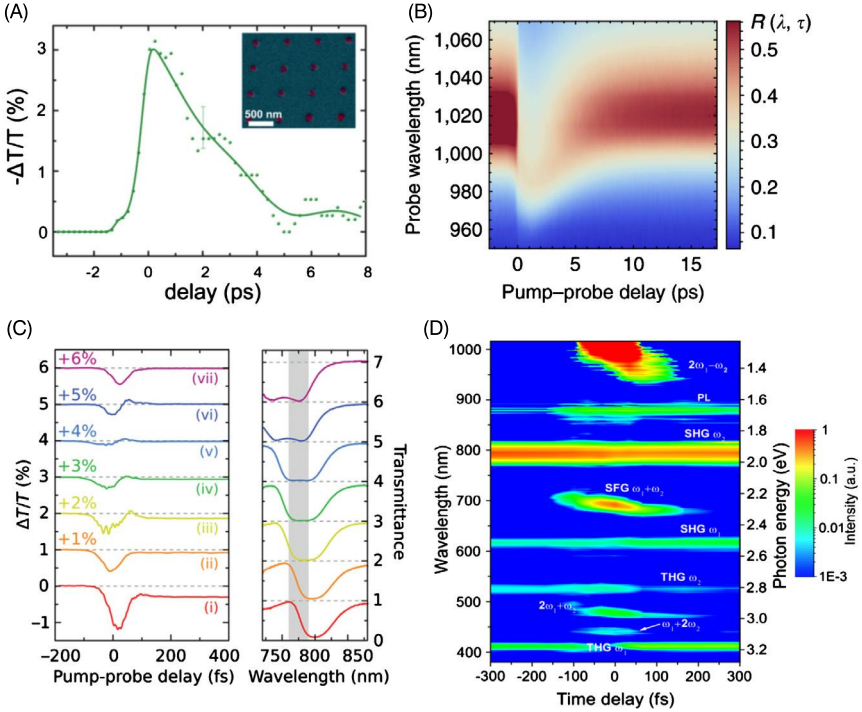 (A)
3
2
1
0
-ΔT/T (%)
500 nm
-2 0 2 4 6 8
delay (ps)
(B)
R (λ, τ)
1,070
1,060
1,040
1,020
1,000
980
960
Probe wavelength (nm)
0 5 10 15
Pump–probe delay (ps)
0.5
0.4
0.3
0.2
0.1
(C)
+6%
(vii)
+5%
(vi)
+4%
(v)
+3%
(iv)
+2%
(iii)
+1%
(ii)
(i)
6
5
4
3
2
1
0
-1
ΔT/T (%)
-200 0 200 400
Pump-probe delay (fs)
7
6
5
4
3
2
1
0
Transmittance
750 800 850
Wavelength (nm)
(D)
1000
900
800
700
600
500
400
Wavelength (nm)
2ω₁−ω₂
PL
SHG ω₂
SFG ω₁+ω₂
SHG ω₁
THG ω₂
2ω₁+ω₂
ω₁+2ω₂
THG ω₁
-300 -200 -100 0 100 200 300
Time delay (fs)
1.4
1.6
1.8
2.0
2.2
2.4
2.6
2.8
3.0
3.2
Photon energy (eV)
1
0.1
0.01
1E-3
Intensity (a.u.)